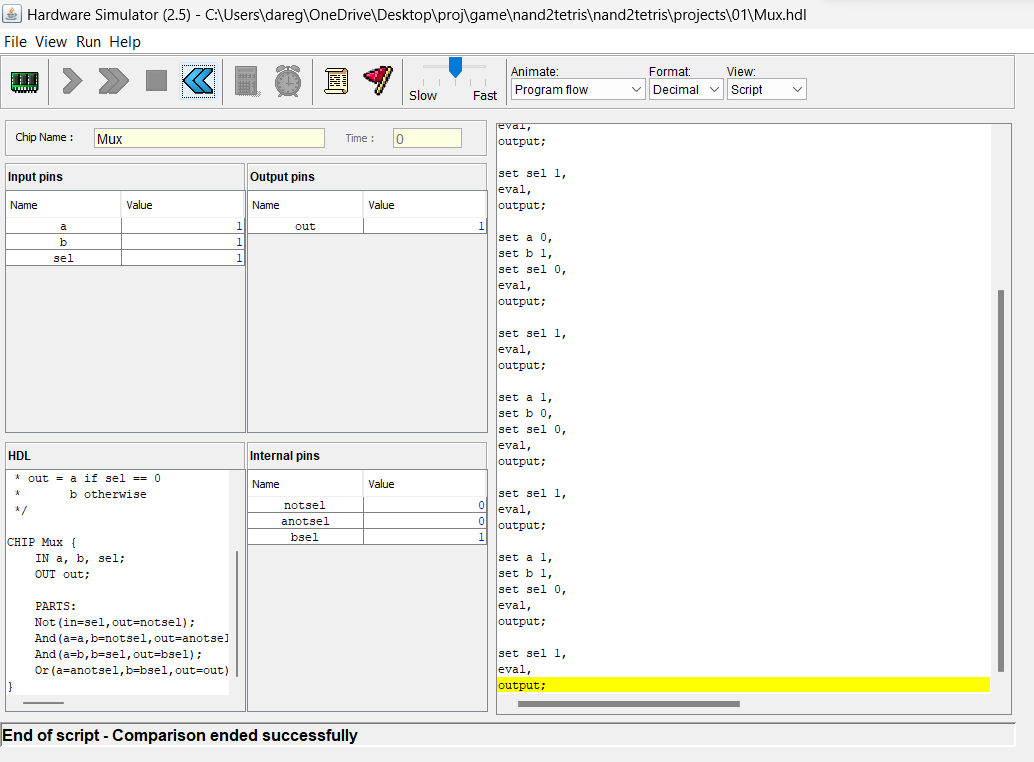 Hardware Simulator (2.5) - C:\Users\dareg\OneDrive\Desktop\proj\game\nand2tetris\nand2tetris\projects\01\Mux.hdl
File View Run Help
Slow Fast
Animate: Format: View:
Program flow Decimal Script
Chip Name : Mux Time : 0
Input pins
Name Value
a 1
b 1
sel 1
Output pins
Name Value
out 1
HDL
* out = a if sel == 0
* b otherwise
*/
CHIP Mux {
IN a, b, sel;
OUT out;
PARTS:
Not(in=sel,out=notsel);
And(a=a,b=notsel,out=anotsel
And(a=b,b=sel,out=bsel);
Or(a=anotsel,b=bsel,out=out)
}
Internal pins
Name Value
notsel 0
anotsel 0
bsel 1
eval,
output;
set sel 1,
eval,
output;
set a 0,
set b 1,
set sel 0,
eval,
output;
set sel 1,
eval,
output;
set a 1,
set b 0,
set sel 0,
eval,
output;
set sel 1,
eval,
output;
set a 1,
set b 1,
set sel 0,
eval,
output;
set sel 1,
eval,
output;
End of script - Comparison ended successfully